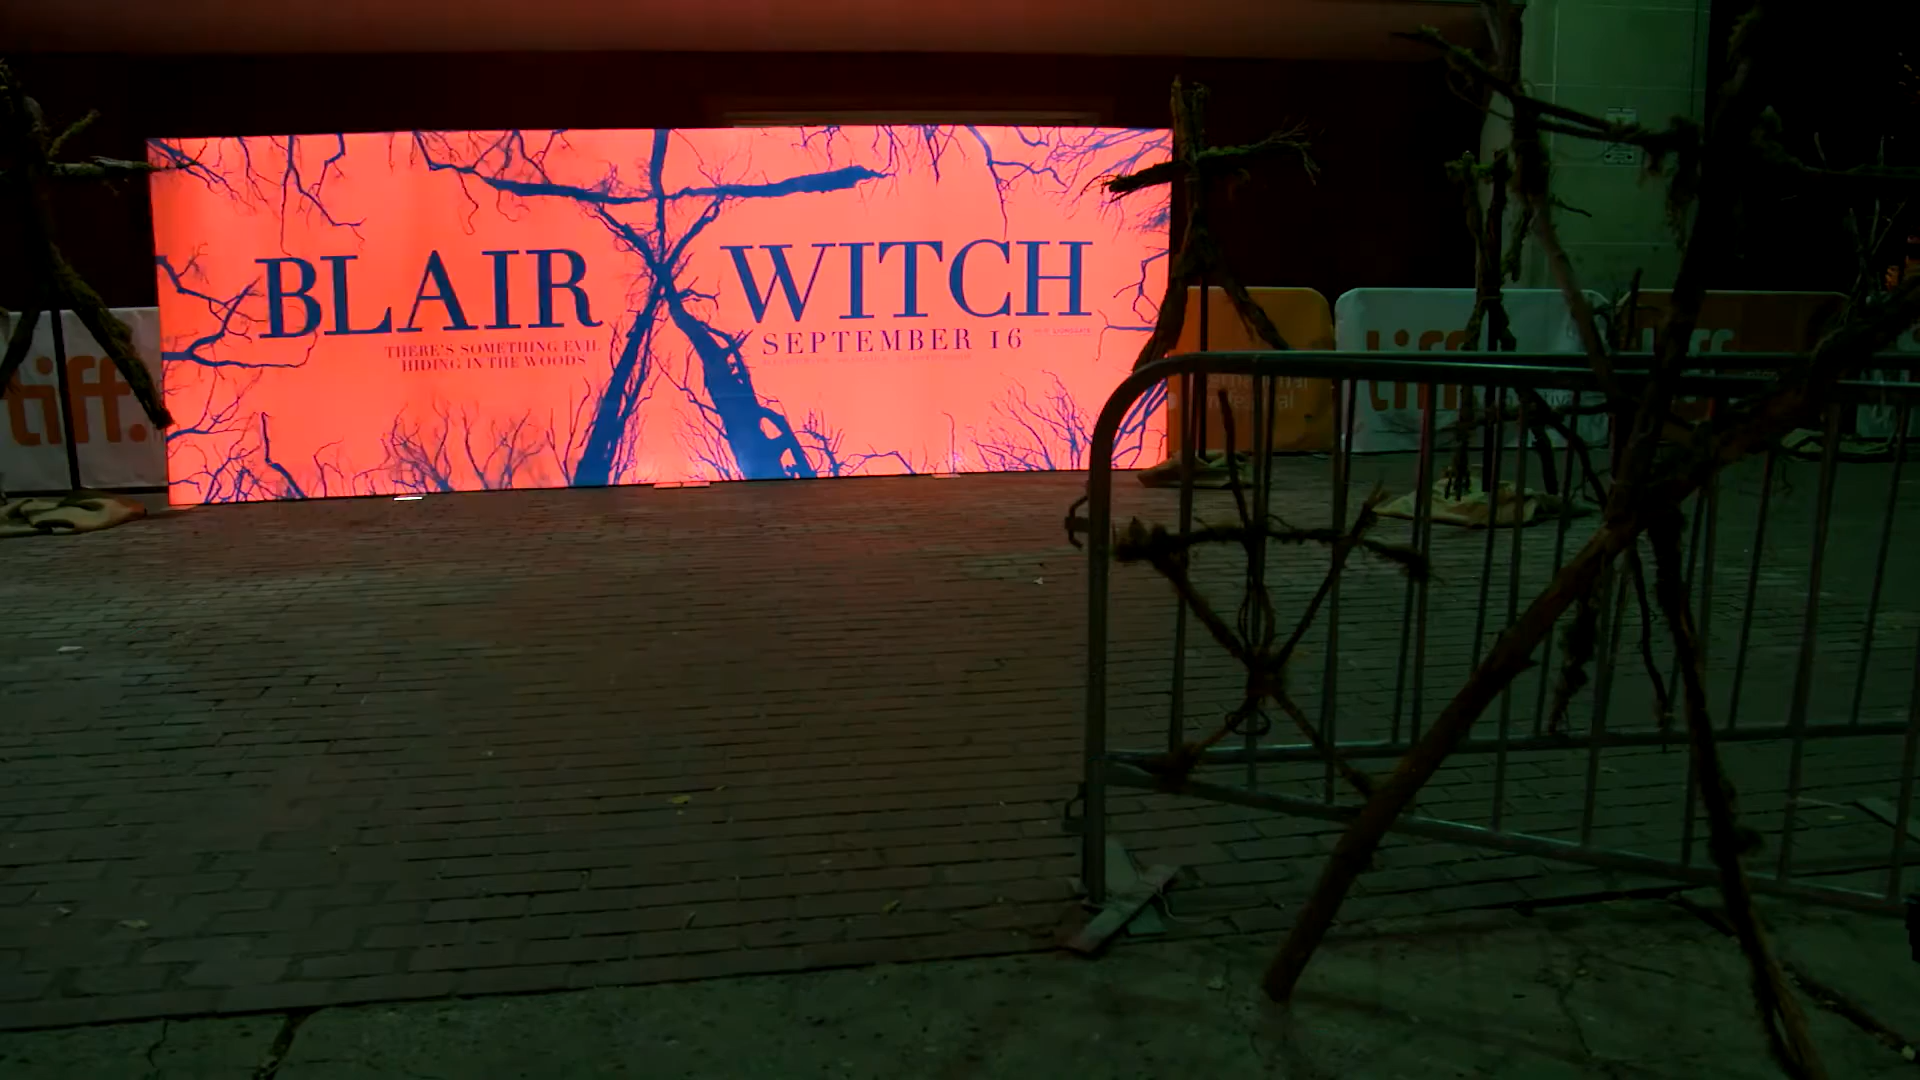 BLAIR WITCH
SEPTEMBER 16
THERE'S SOMETHING EVIL
HIDING IN THE WOODS
tiff.
tiff.